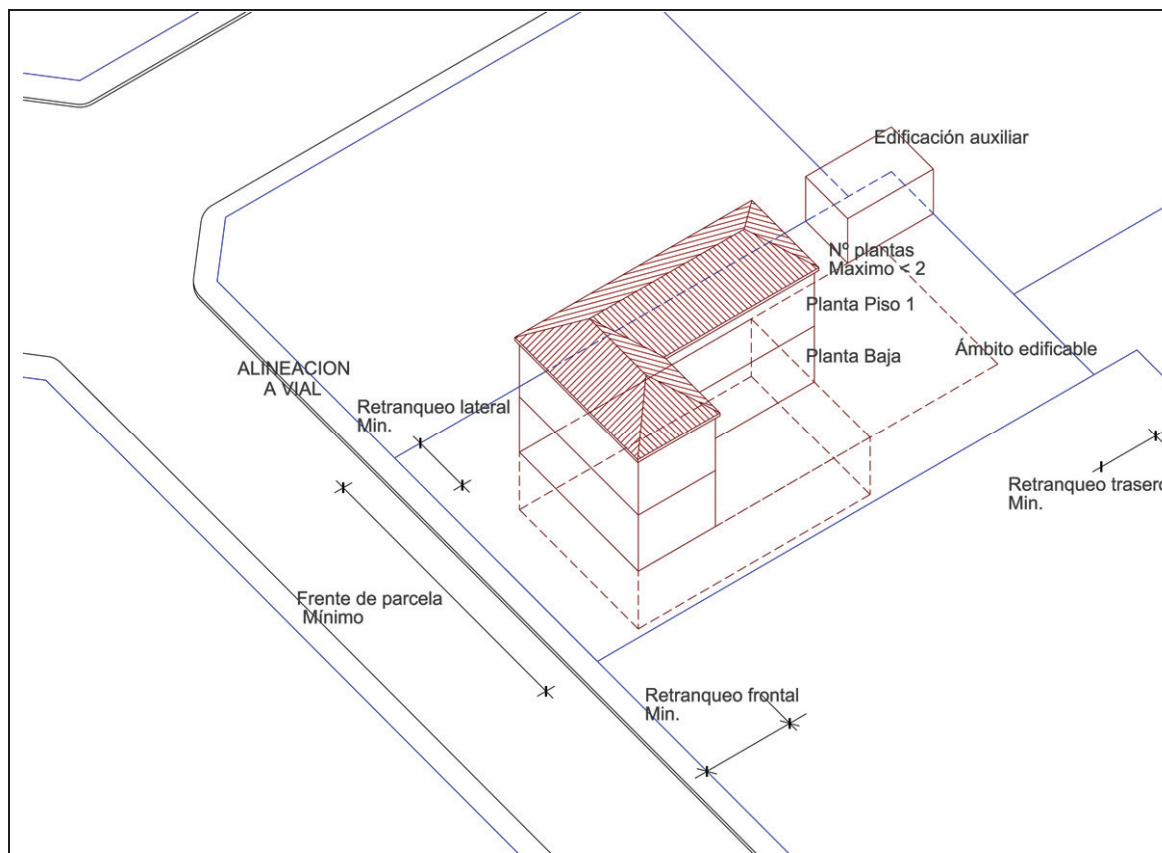 Edificación auxiliar
Nº plantas
Maximo < 2
Planta Piso 1
Planta Baja
Ámbito edificable
ALINEACION
A VIAL
Retranqueo lateral
Min.
Retranqueo trasero
Min.
Frente de parcela
Mínimo
Retranqueo frontal
Min.